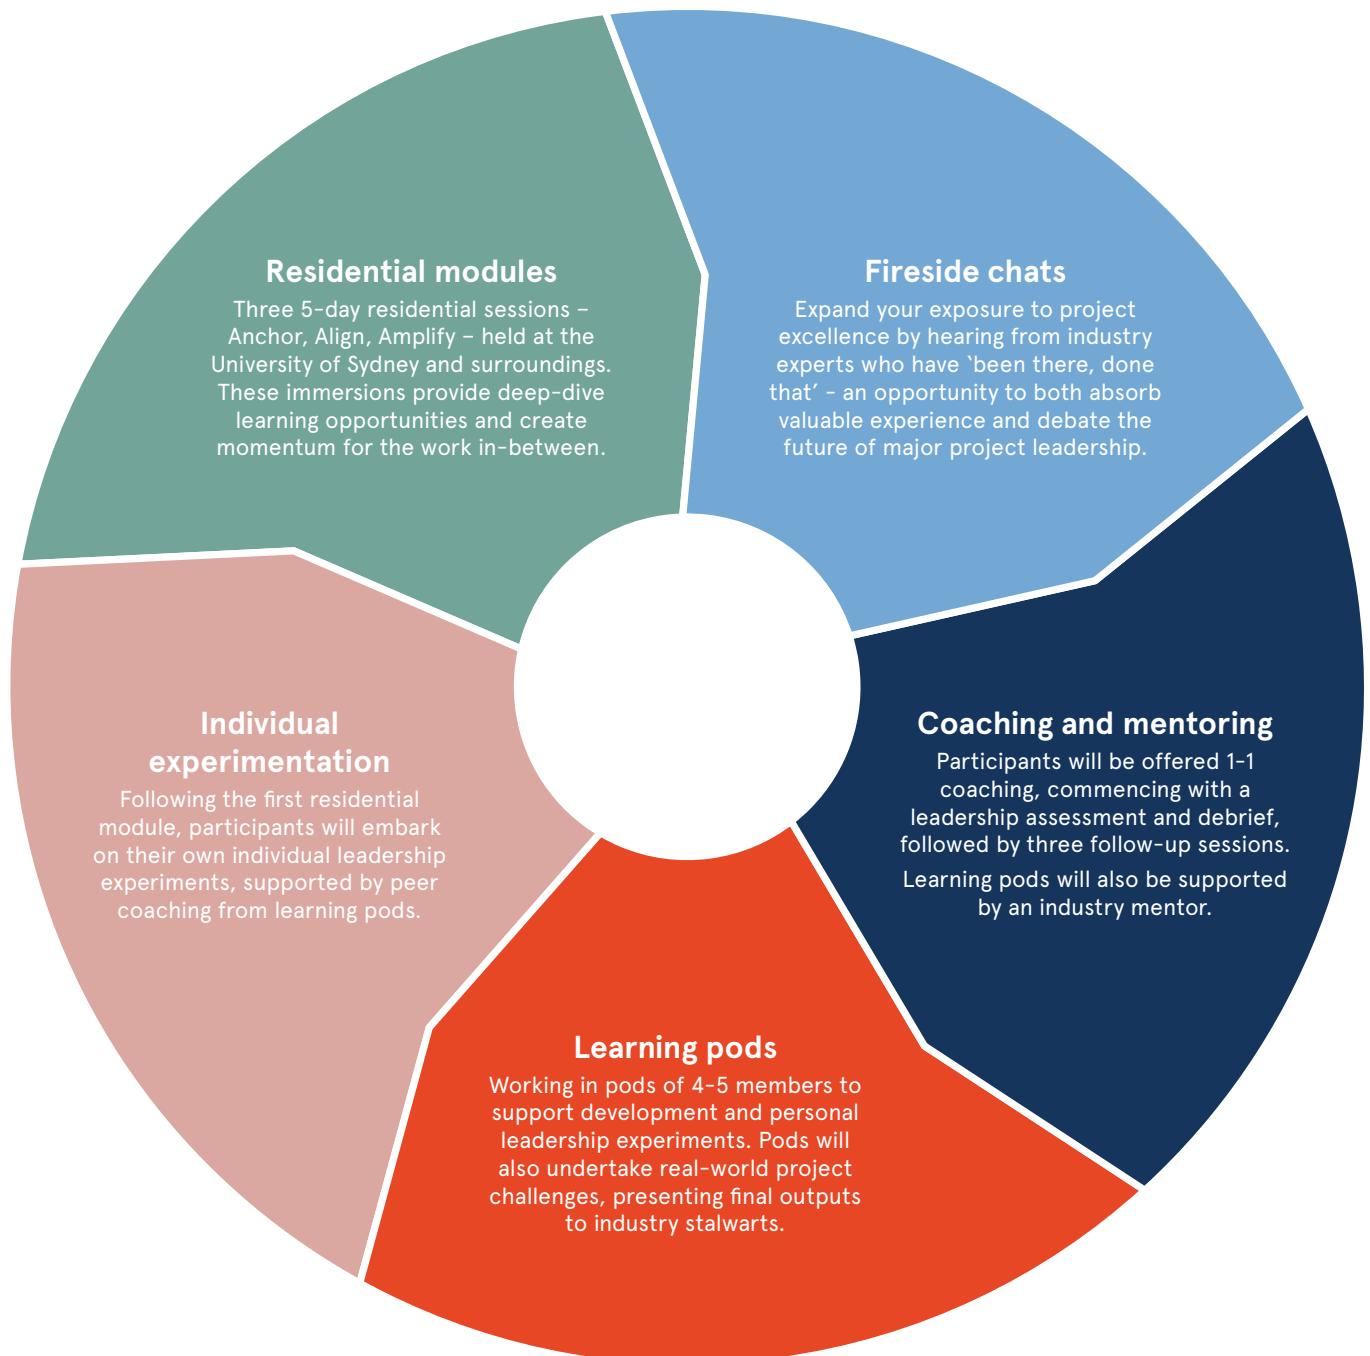 Residential modules
Three 5-day residential sessions –
Anchor, Align, Amplify – held at the
University of Sydney and surroundings.
These immersions provide deep-dive
learning opportunities and create
momentum for the work in-between.
Fireside chats
Expand your exposure to project
excellence by hearing from industry
experts who have ‘been there, done
that’ - an opportunity to both absorb
valuable experience and debate the
future of major project leadership.
Coaching and mentoring
Participants will be offered 1-1
coaching, commencing with a
leadership assessment and debrief,
followed by three follow-up sessions.
Learning pods will also be supported
by an industry mentor.
Learning pods
Working in pods of 4-5 members to
support development and personal
leadership experiments. Pods will
also undertake real-world project
challenges, presenting final outputs
to industry stalwarts.
Individual
experimentation
Following the first residential
module, participants will embark
on their own individual leadership
experiments, supported by peer
coaching from learning pods.